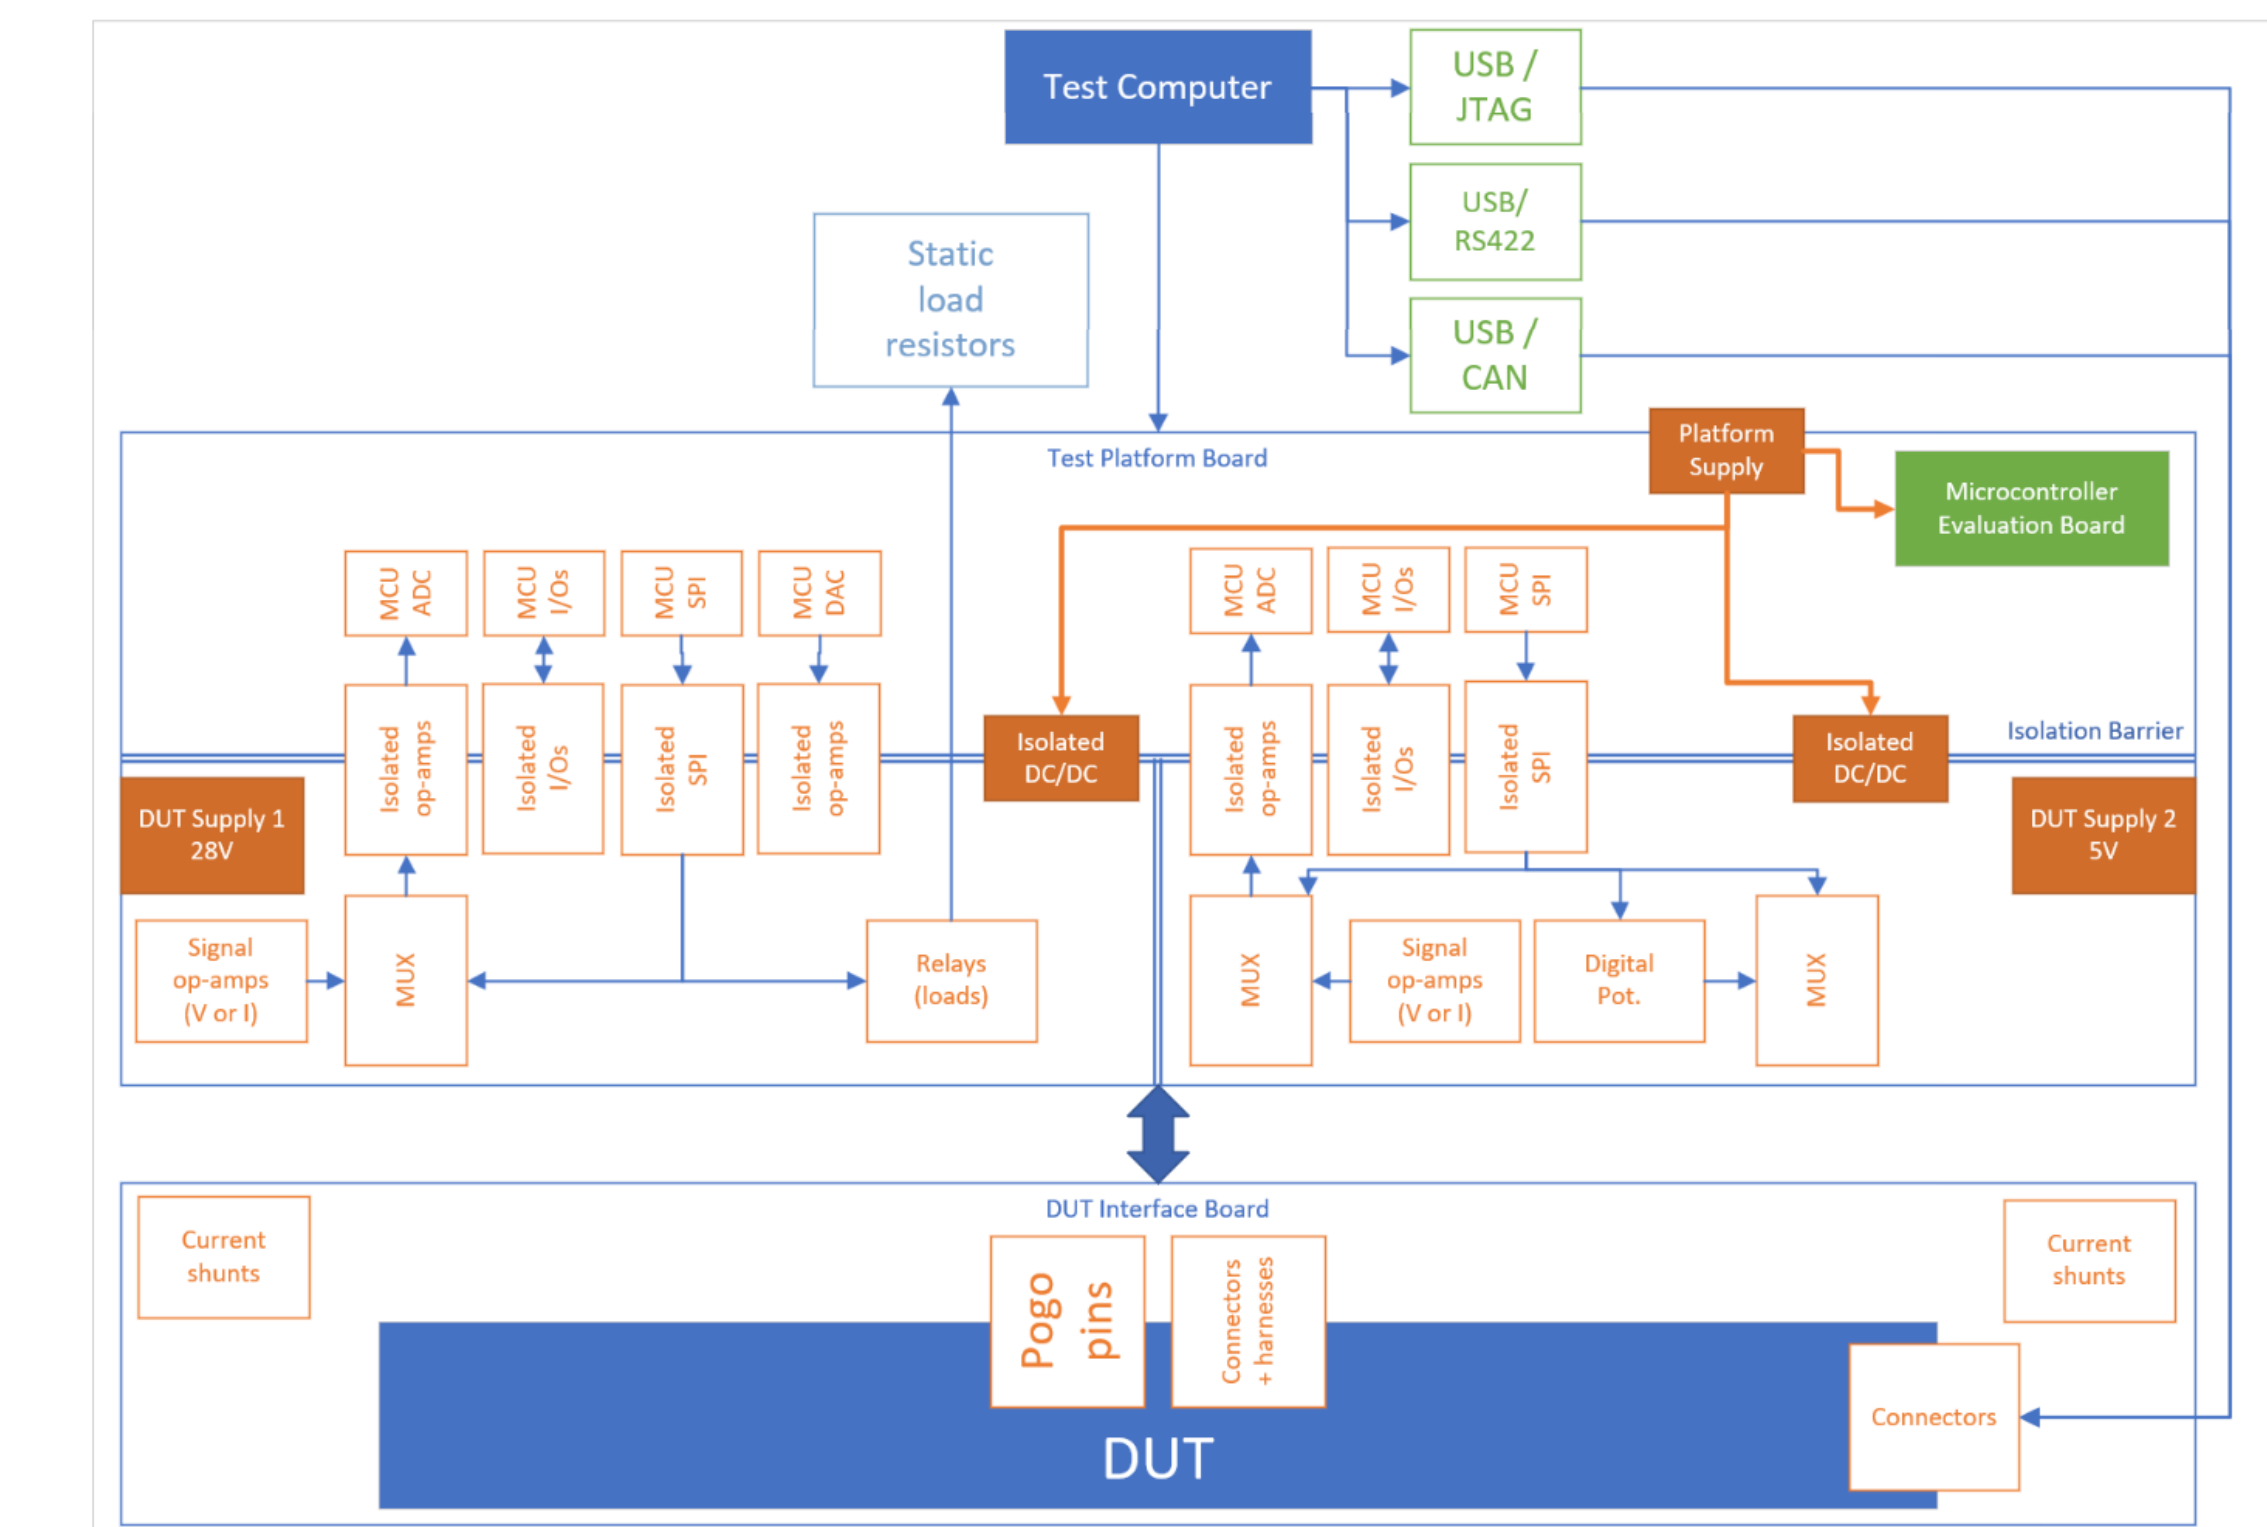 Test Computer
USB /
JTAG
USB/
RS422
USB /
CAN
Static
load
resistors
Platform
Supply
Test Platform Board
Microcontroller
Evaluation Board
MCU
ADC
MCU
I/Os
MCU
SPI
MCU
DAC
MCU
ADC
MCU
I/Os
MCU
SPI
Isolated
op-amps
Isolated
I/Os
Isolated
SPI
Isolated
op-amps
Isolated
DC/DC
Isolated
op-amps
Isolated
I/Os
Isolated
SPI
Isolated
DC/DC
Isolation Barrier
DUT Supply 1
28V
DUT Supply 2
5V
Signal
op-amps
(V or I)
MUX
Relays
(loads)
MUX
Signal
op-amps
(V or I)
Digital
Pot.
MUX
DUT Interface Board
Current
shunts
Pogo
pins
Connectors
+ harnesses
Current
shunts
Connectors
DUT